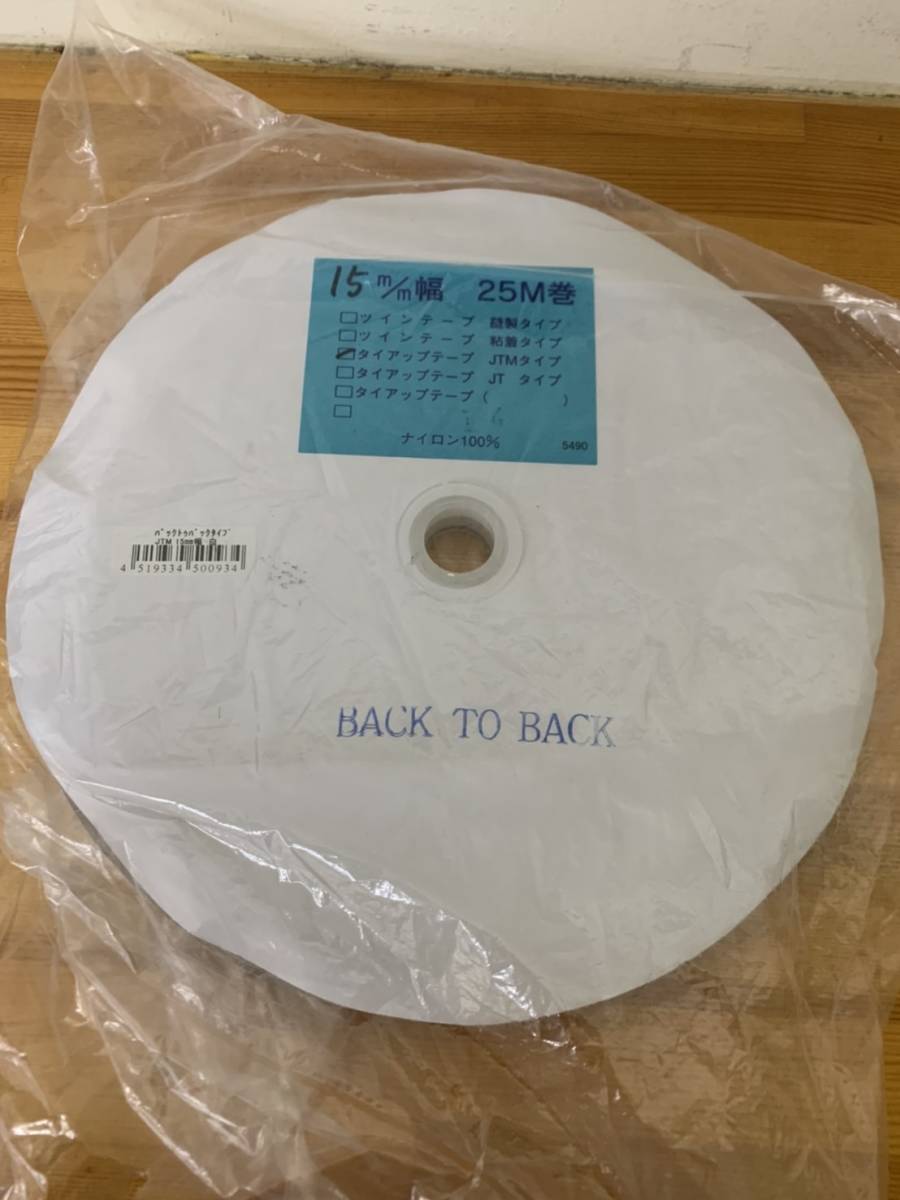 15 m/m幅 25M巻
□ツインテープ 縫製タイプ
□ツインテープ 粘着タイプ
☑タイアップテープ JTMタイプ
□タイアップテープ JT タイプ
□タイアップテープ( )
□
ナイロン100% 5490
ﾊﾞｯｸﾄｩﾊﾞｯｸﾀｲﾌﾟ
JTM 15mm幅 白
4 519334 500934
BACK TO BACK